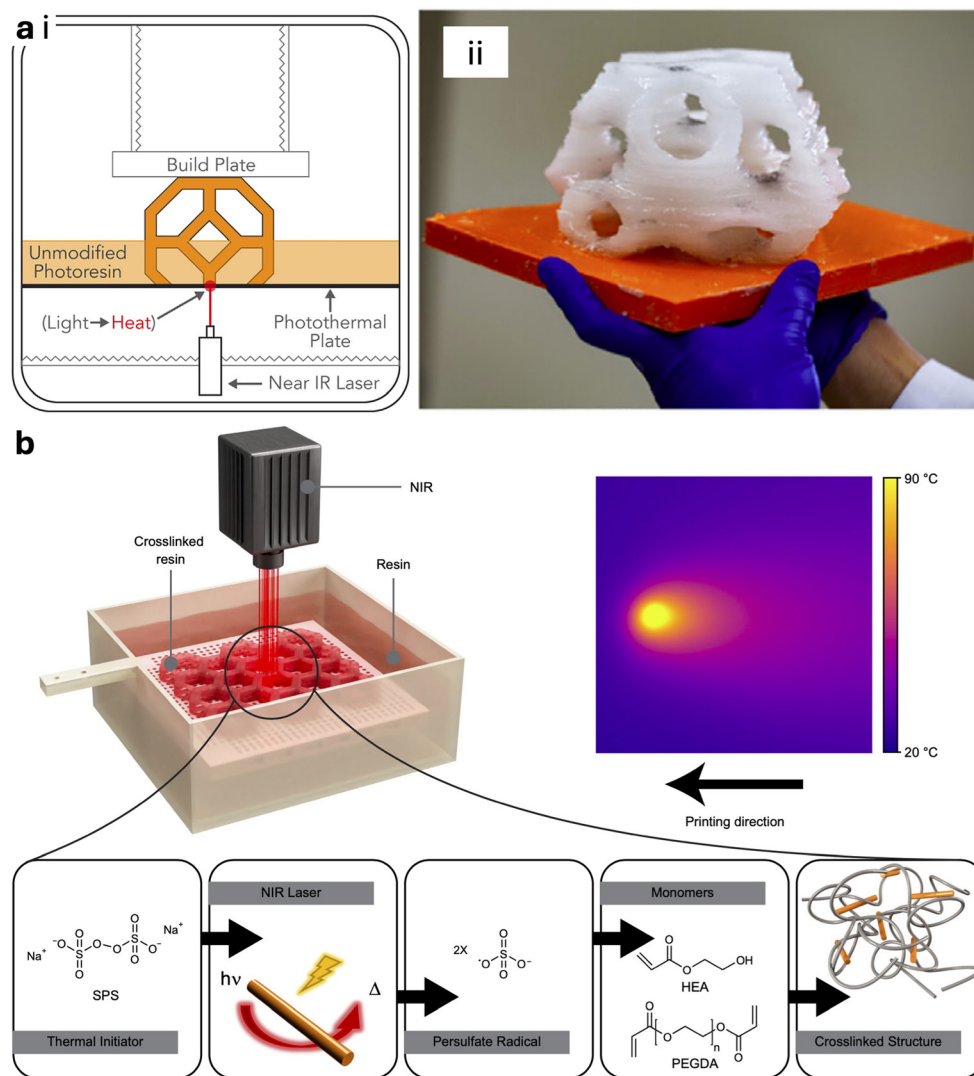 a i
Build Plate
Unmodified
Photoresin
(Light→Heat)
Photothermal
Plate
Near IR Laser
ii
b
NIR
Crosslinked
resin
Resin
90 °C
20 °C
Printing direction
Na⁺
⁻O
O
S
O
O
O
O
S
O
O⁻
Na⁺
SPS
Thermal Initiator
NIR Laser
hν
Δ
2X
·O
O
S
O
O⁻
Persulfate Radical
Monomers
O
O
OH
HEA
O
O
n
O
O
PEGDA
Crosslinked Structure